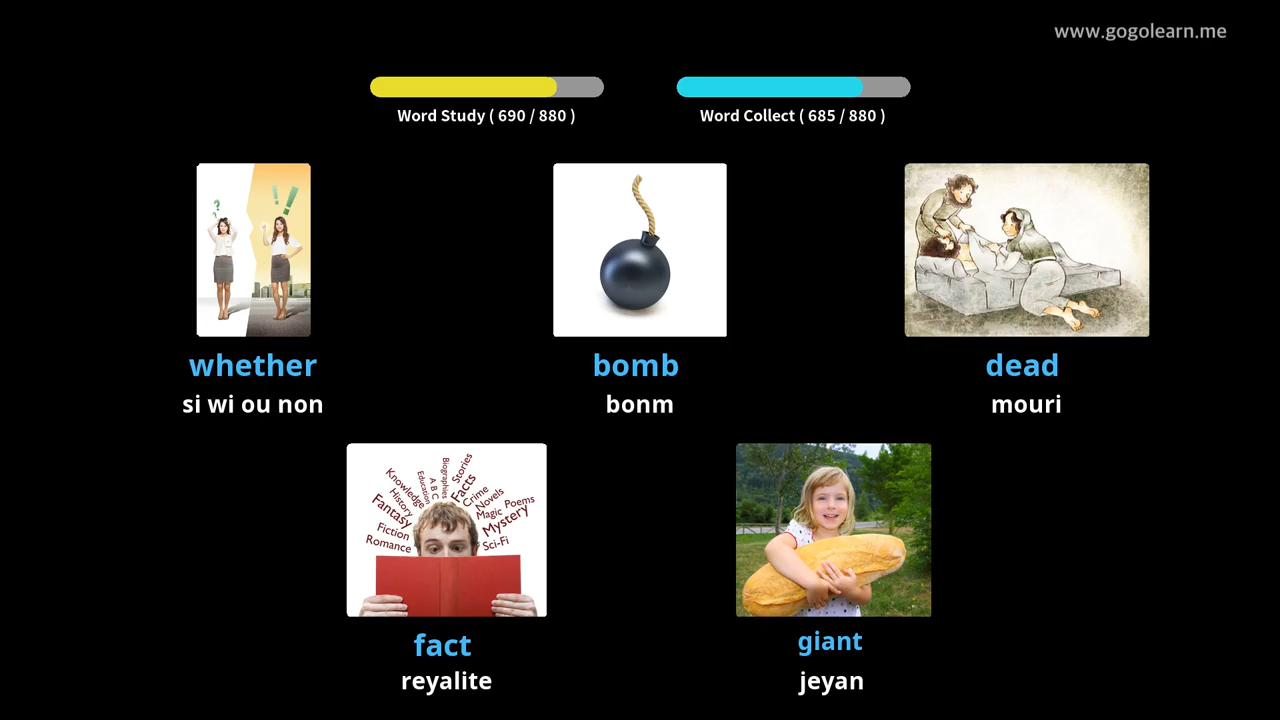 www.gogolearn.me
Word Study ( 690 / 880 )
Word Collect ( 685 / 880 )
whether
si wi ou non
bomb
bonm
dead
mouri
Stories
Biographies
Facts
A B C
Education
Crime
Knowledge
Novels
History
Poems
Magic
Fantasy
Mystery
Fiction
Sci-Fi
Romance
fact
reyalite
giant
jeyan